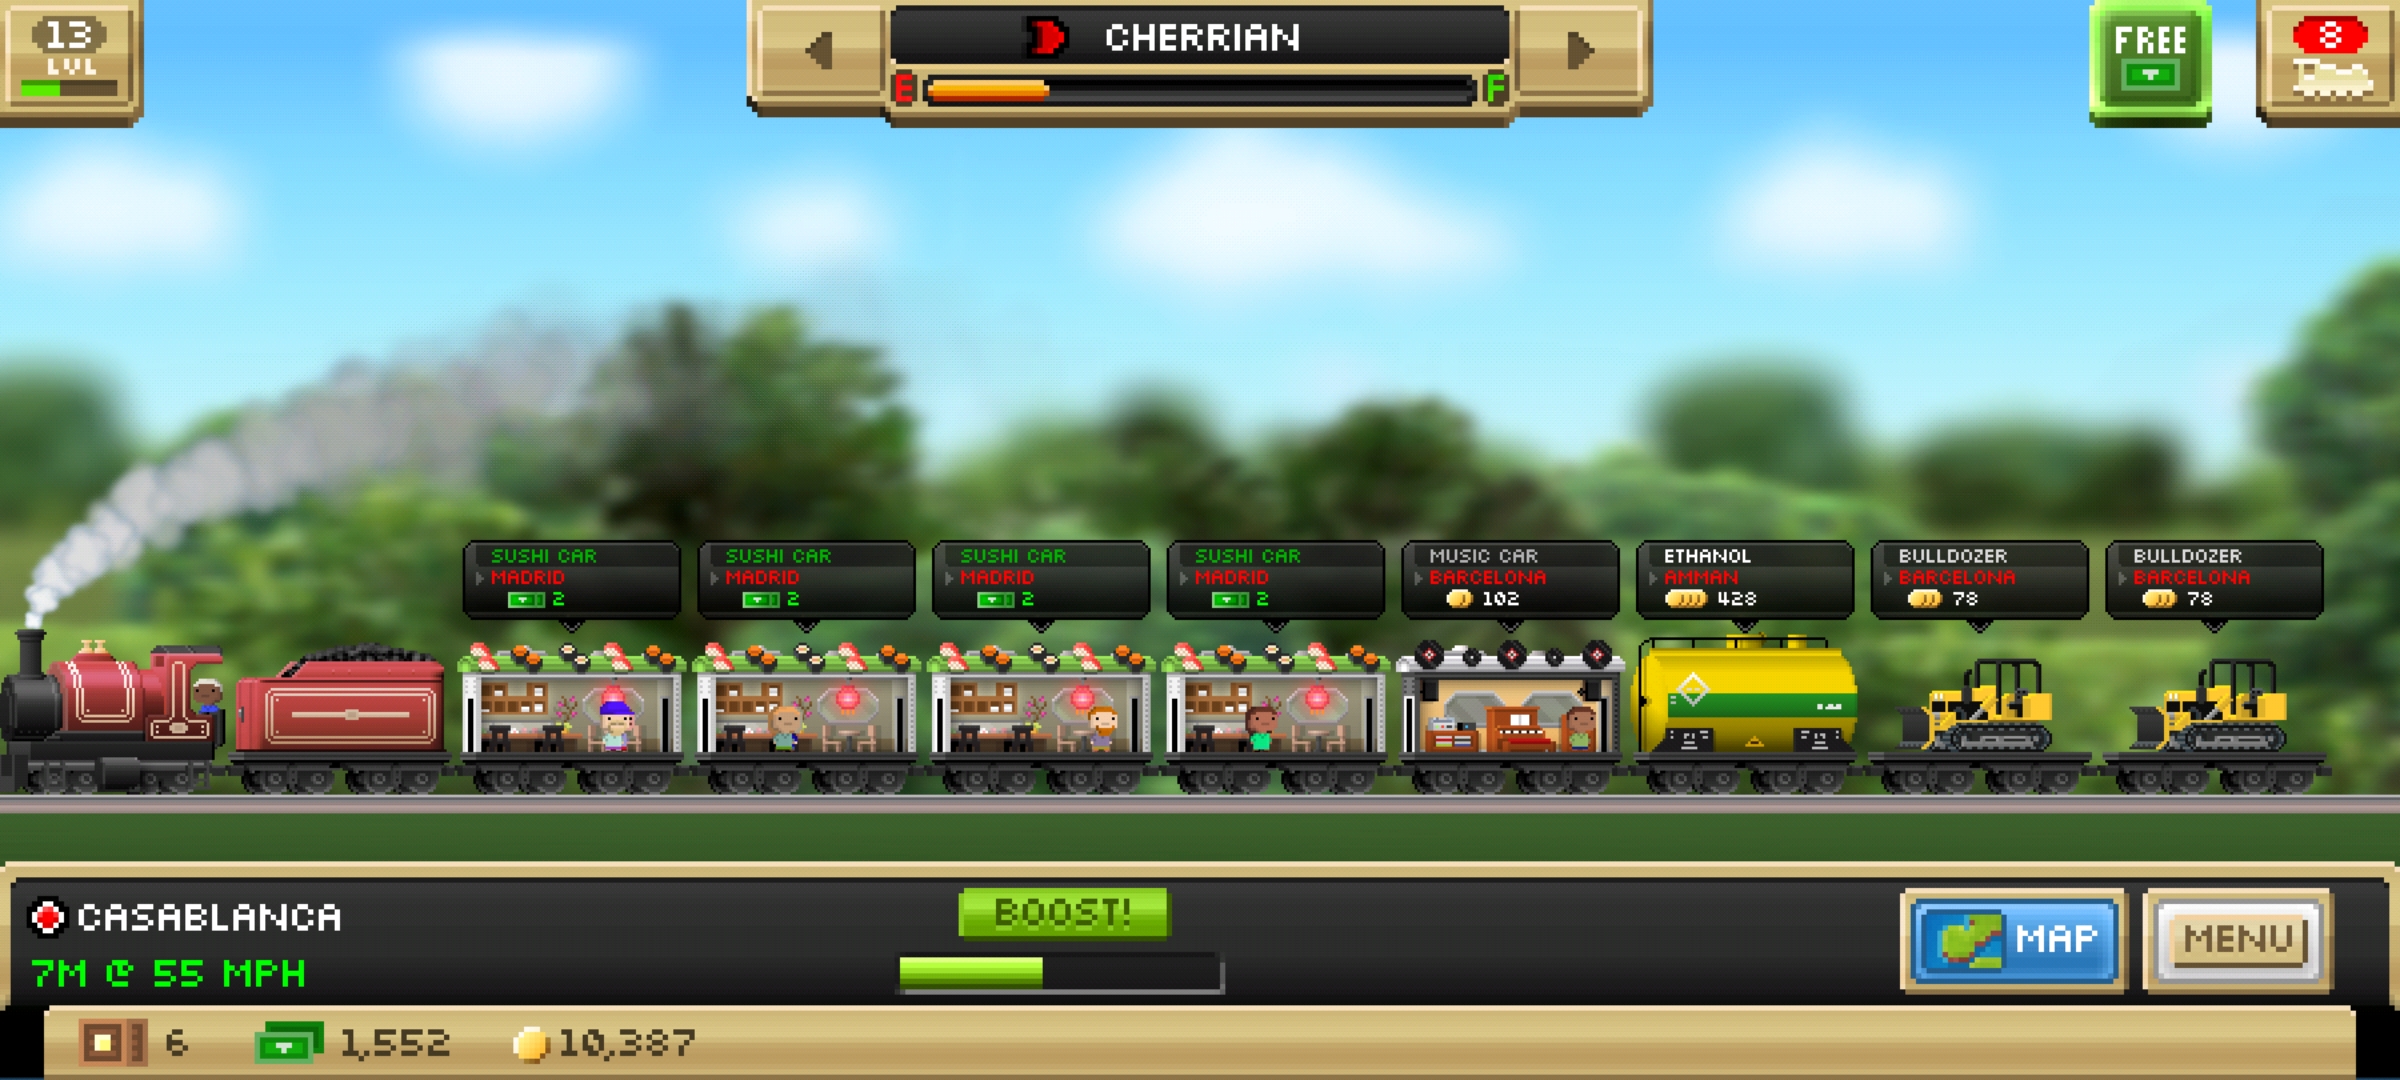 13
LVL
CHERRIAN
E F
FREE
8
SUSHI CAR
MADRID
2
SUSHI CAR
MADRID
2
SUSHI CAR
MADRID
2
SUSHI CAR
MADRID
2
MUSIC CAR
BARCELONA
102
ETHANOL
AMMAN
428
BULLDOZER
BARCELONA
78
BULLDOZER
BARCELONA
78
CASABLANCA
7M @ 55 MPH
BOOST!
MAP
MENU
6 1,552 10,387